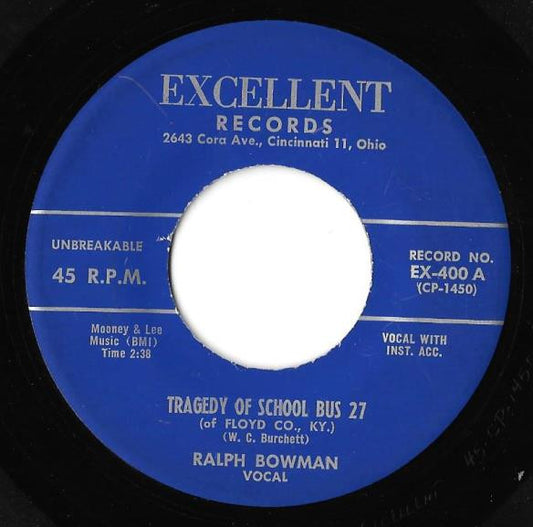 EXCELLENT
RECORDS
2643 Cora Ave., Cincinnati 11, Ohio
UNBREAKABLE
45 R.P.M.
RECORD NO.
EX-400 A
(CP-1450)
Mooney & Lee
Music (BMI)
Time 2:38
VOCAL WITH
INST. ACC.
TRAGEDY OF SCHOOL BUS 27
(of FLOYD CO., KY.)
(W. C. Burchett)
RALPH BOWMAN
VOCAL